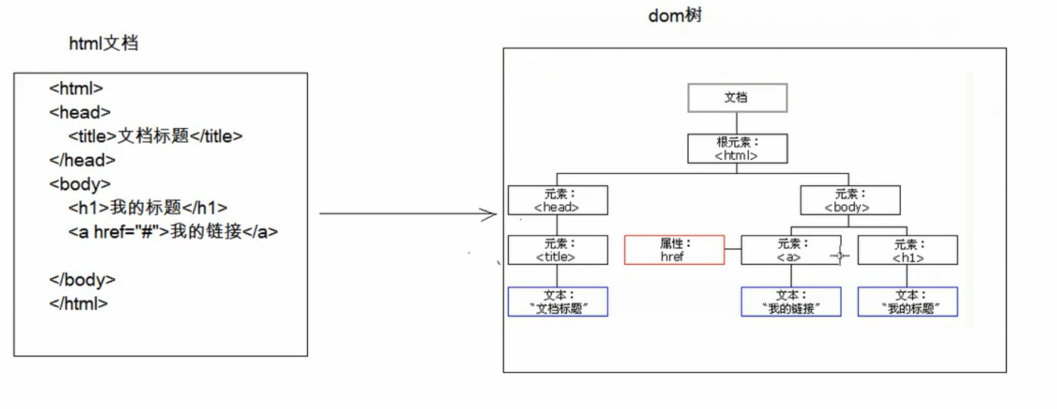 dom树
html文档
<html>
<head>
<title>文档标题</title>
</head>
<body>
<h1>我的标题</h1>
<a href="#">我的链接</a>
</body>
</html>
文档
根元素：
<html>
元素：
<head>
元素：
<body>
元素：
<title>
属性：
href
元素：
<a>
元素：
<h1>
文本：
"文档标题"
文本：
"我的链接"
文本：
"我的标题"